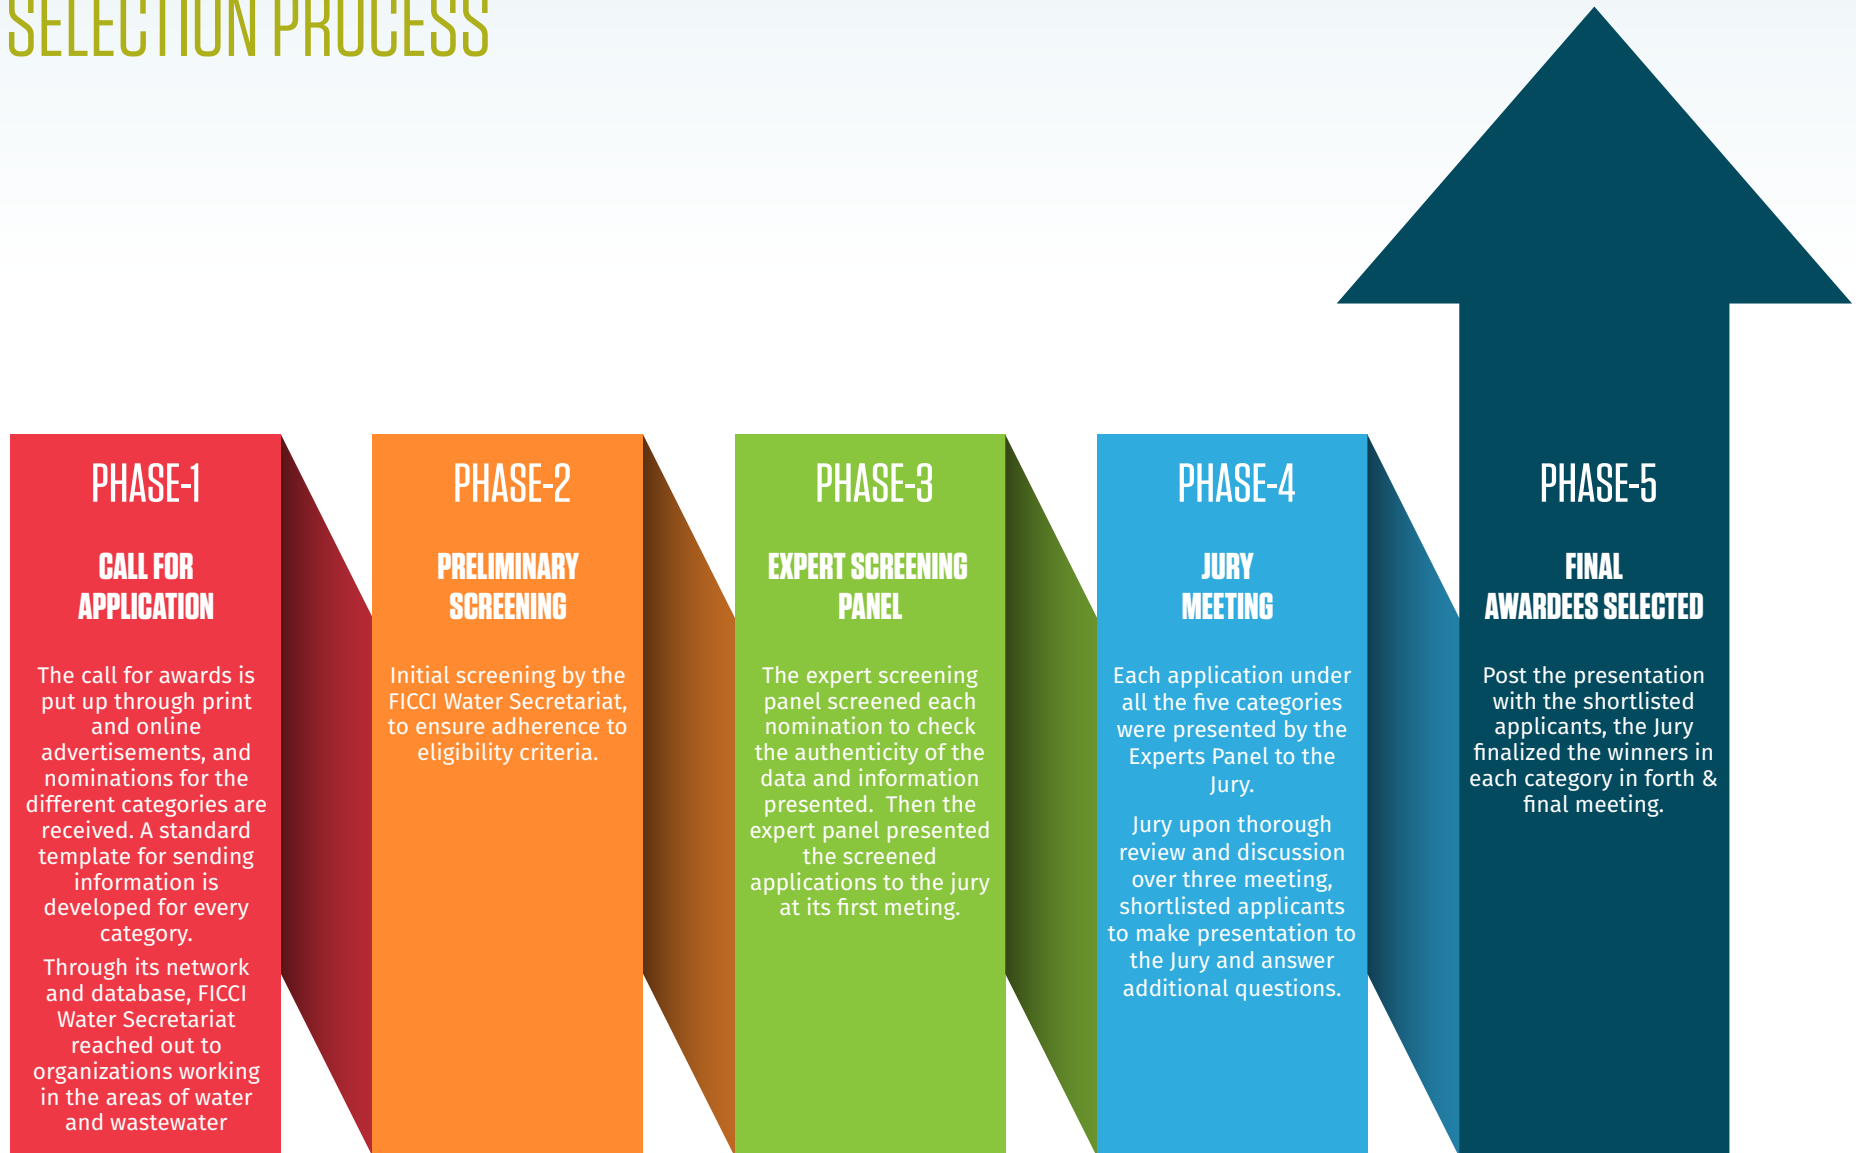 SELECTION PROCESS
PHASE-1
CALL FOR
APPLICATION
The call for awards is
put up through print
and online
advertisements, and
nominations for the
different categories are
received. A standard
template for sending
information is
developed for every
category.
Through its network
and database, FICCI
Water Secretariat
reached out to
organizations working
in the areas of water
and wastewater
PHASE-2
PRELIMINARY
SCREENING
Initial screening by the
FICCI Water Secretariat,
to ensure adherence to
eligibility criteria.
PHASE-3
EXPERT SCREENING
PANEL
The expert screening
panel screened each
nomination to check
the authenticity of the
data and information
presented.  Then the
expert panel presented
the screened
applications to the jury
at its first meting.
PHASE-4
JURY
MEETING
Each application under
all the five categories
were presented by the
Experts Panel to the
Jury.
Jury upon thorough
review and discussion
over three meeting,
shortlisted applicants
to make presentation to
the Jury and answer
additional questions.
PHASE-5
FINAL
AWARDEES SELECTED
Post the presentation
with the shortlisted
applicants, the Jury
finalized the winners in
each category in forth &
final meeting.